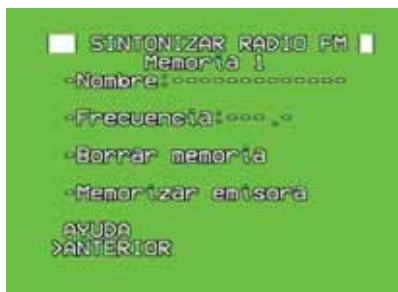 SINTONIZAR RADIO FM
Memoria 1
-Nombre:-------------
-Frecuencia:---.-
-Borrar memoria
-Memorizar emisora
AYUDA
>ANTERIOR